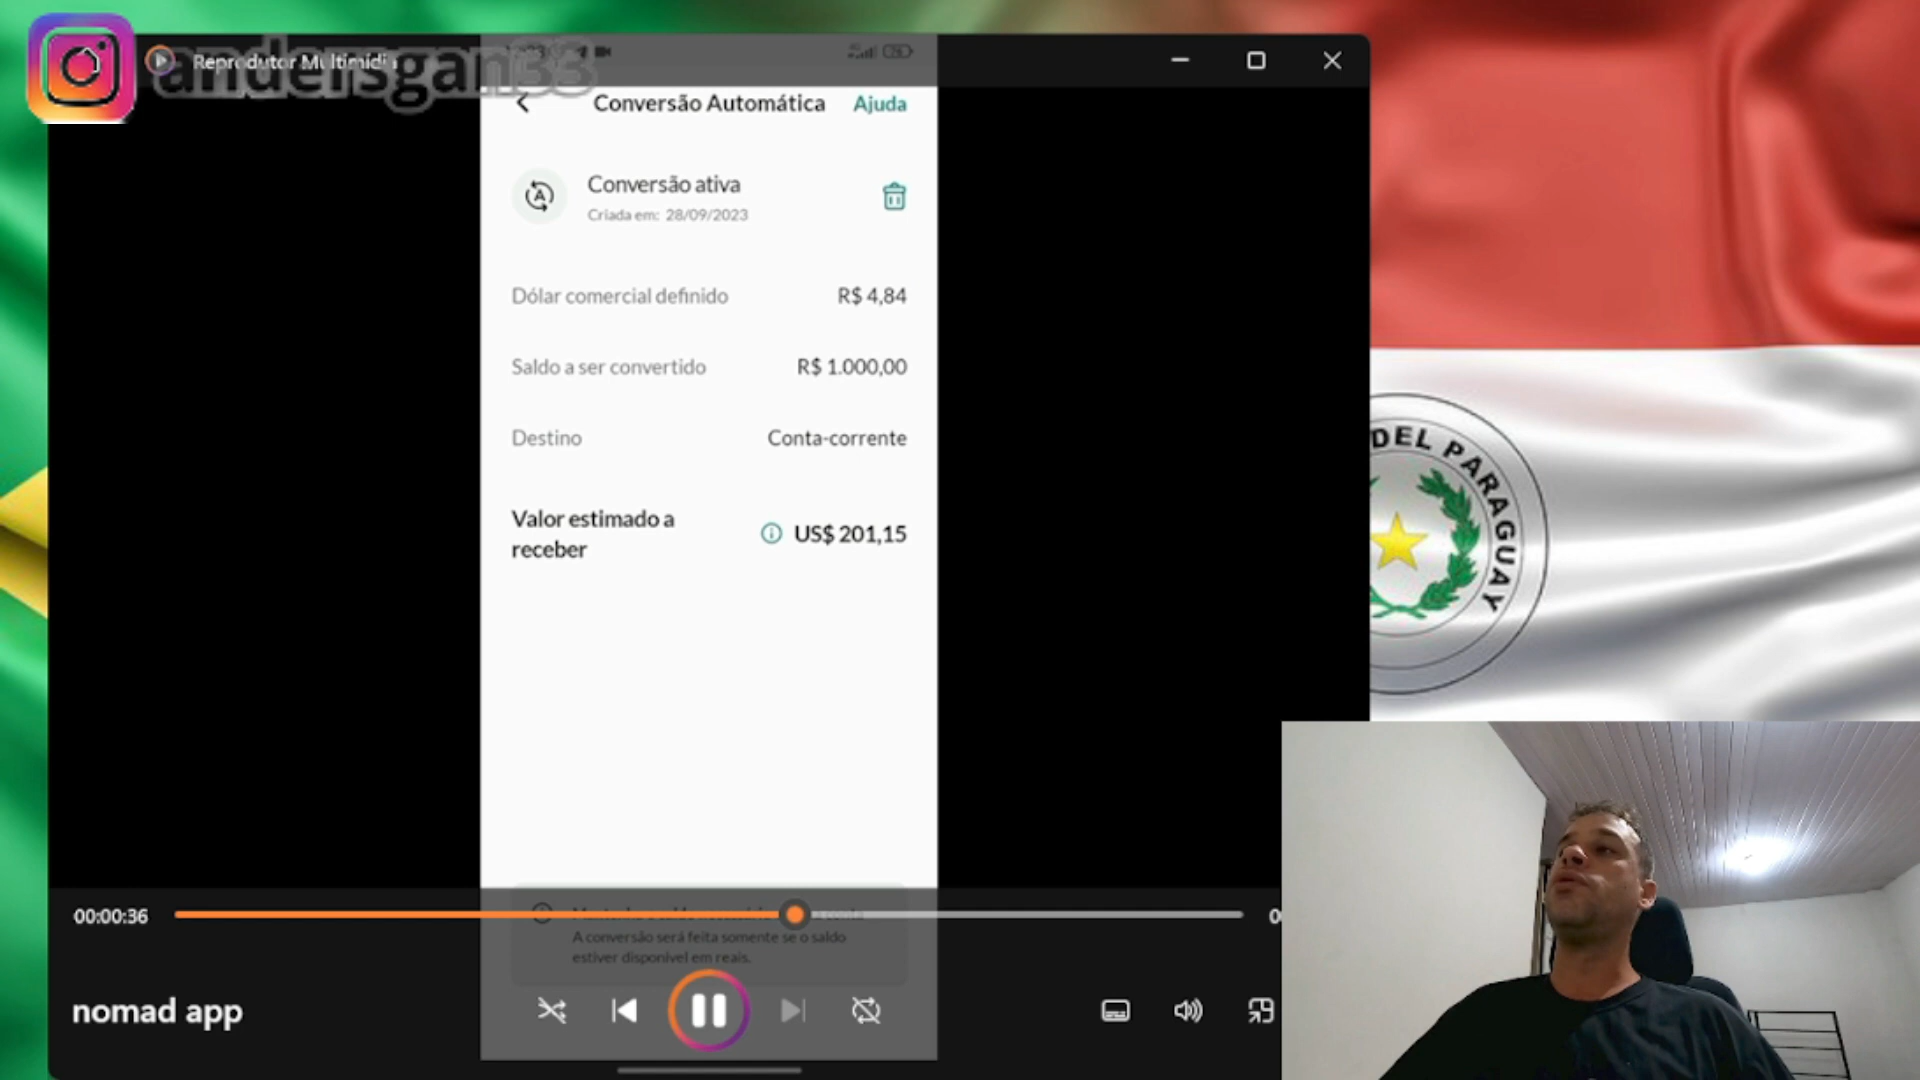 andersgan33
Reprodutor Multimídia
Conversão Automática
Ajuda
Conversão ativa
Criada em: 28/09/2023
Dólar comercial definido
R$ 4,84
Saldo a ser convertido
R$ 1.000,00
Destino
Conta-corrente
Valor estimado a
receber
US$ 201,15
DEL PARAGUAY
00:00:36
A conversão será feita somente se o saldo
estiver disponível em reais.
nomad app